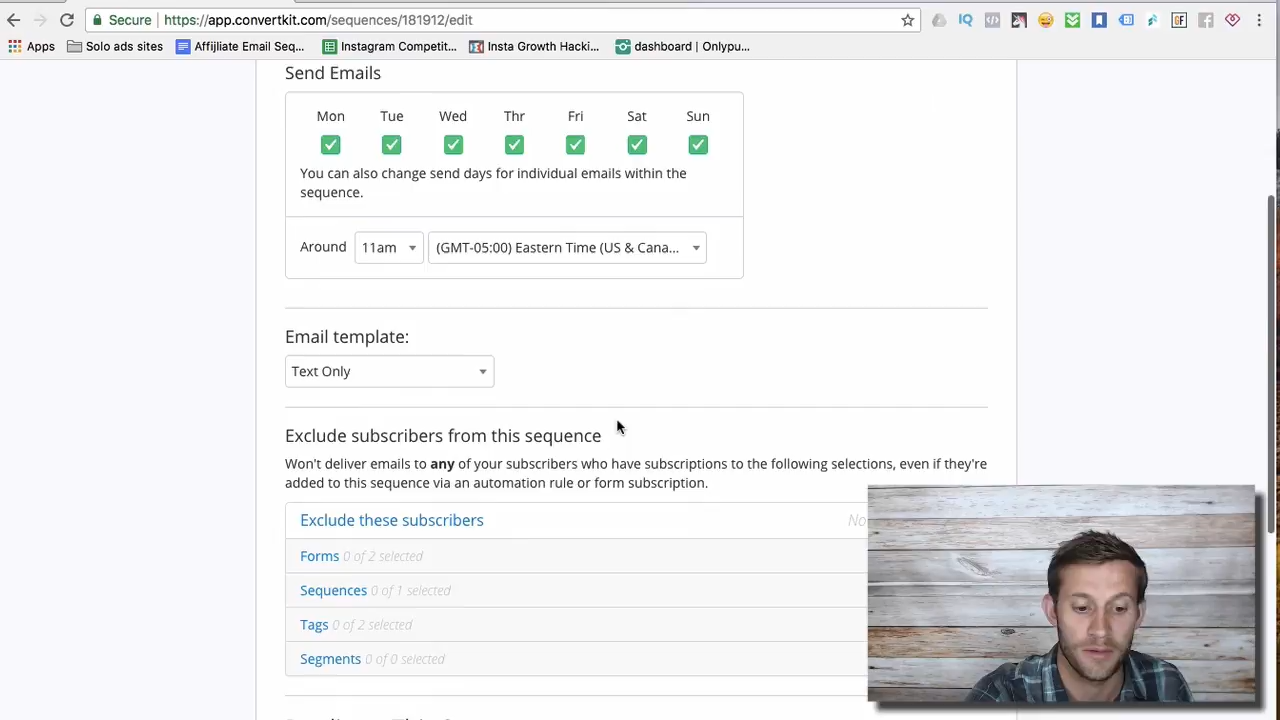 Secure https://app.convertkit.com/sequences/181912/edit
Apps Solo ads sites Affijliate Email Seq... Instagram Competit... Insta Growth Hacki... dashboard | Onlypu...
Send Emails
Mon Tue Wed Thr Fri Sat Sun
You can also change send days for individual emails within the
sequence.
Around 11am (GMT-05:00) Eastern Time (US & Cana...
Email template:
Text Only
Exclude subscribers from this sequence
Won't deliver emails to any of your subscribers who have subscriptions to the following selections, even if they're
added to this sequence via an automation rule or form subscription.
Exclude these subscribers
Forms 0 of 2 selected
Sequences 0 of 1 selected
Tags 0 of 2 selected
Segments 0 of 0 selected